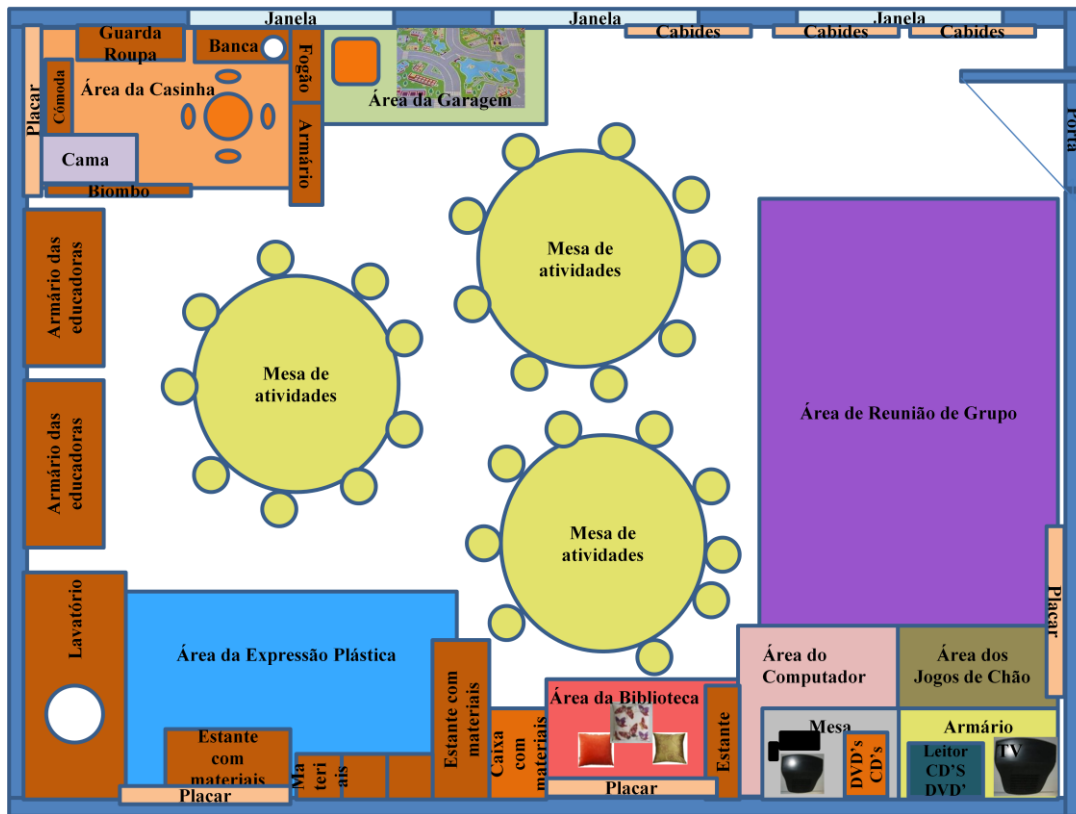 Janela
Janela
Janela
Cabides
Cabides
Cabides
Placar
Guarda
Roupa
Banca
Fogão
Cómoda
Área da Casinha
Área da Garagem
Porta
Armário
Cama
Biombo
Armário das
educadoras
Mesa de
atividades
Mesa de
atividades
Área de Reunião de Grupo
Armário das
educadoras
Mesa de
atividades
Placar
Lavatório
Área da Expressão Plástica
Estante com
materiais
Área do
Computador
Área dos
Jogos de Chão
Área da Biblioteca
Estante
Caixa
com
materiais
Estante
com
materiais
Ma
teri
ais
Placar
Placar
Mesa
DVD's
CD's
Armário
Leitor
CD'S
DVD'
TV